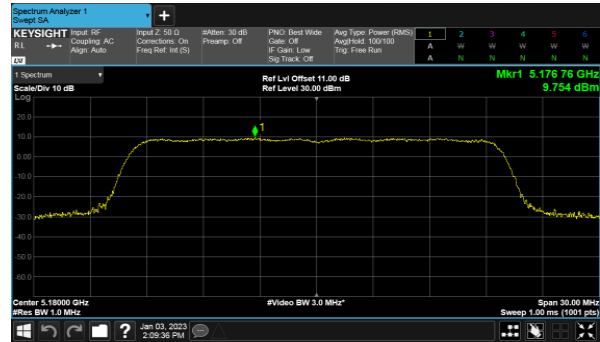 Spectrum Analyzer 1
Swept SA
+
KEYSIGHT Input: RF Input Z: 50 Ω #Atten: 30 dB PNO: Best Wide Avg Type: Power (RMS) 1 2 3 4 5 6
RL Coupling: AC Corrections: On Preamp: Off Gate: Off Avg|Hold: 100/100 A W W W W W
Align: Auto Freq Ref: Int (S) IF Gain: Low Trig: Free Run
LXI Sig Track: Off A N N N N N
1 Spectrum Ref Lvl Offset 11.00 dB Mkr1 5.176 76 GHz
Scale/Div 10 dB Ref Level 30.00 dBm 9.754 dBm
Log
20.0
1
10.0
0.00
-10.0
-20.0
-30.0
-40.0
-50.0
-60.0
Center 5.18000 GHz #Video BW 3.0 MHz* Span 30.00 MHz
#Res BW 1.0 MHz Sweep 1.00 ms (1001 pts)
? Jan 03, 2023
2:09:36 PM